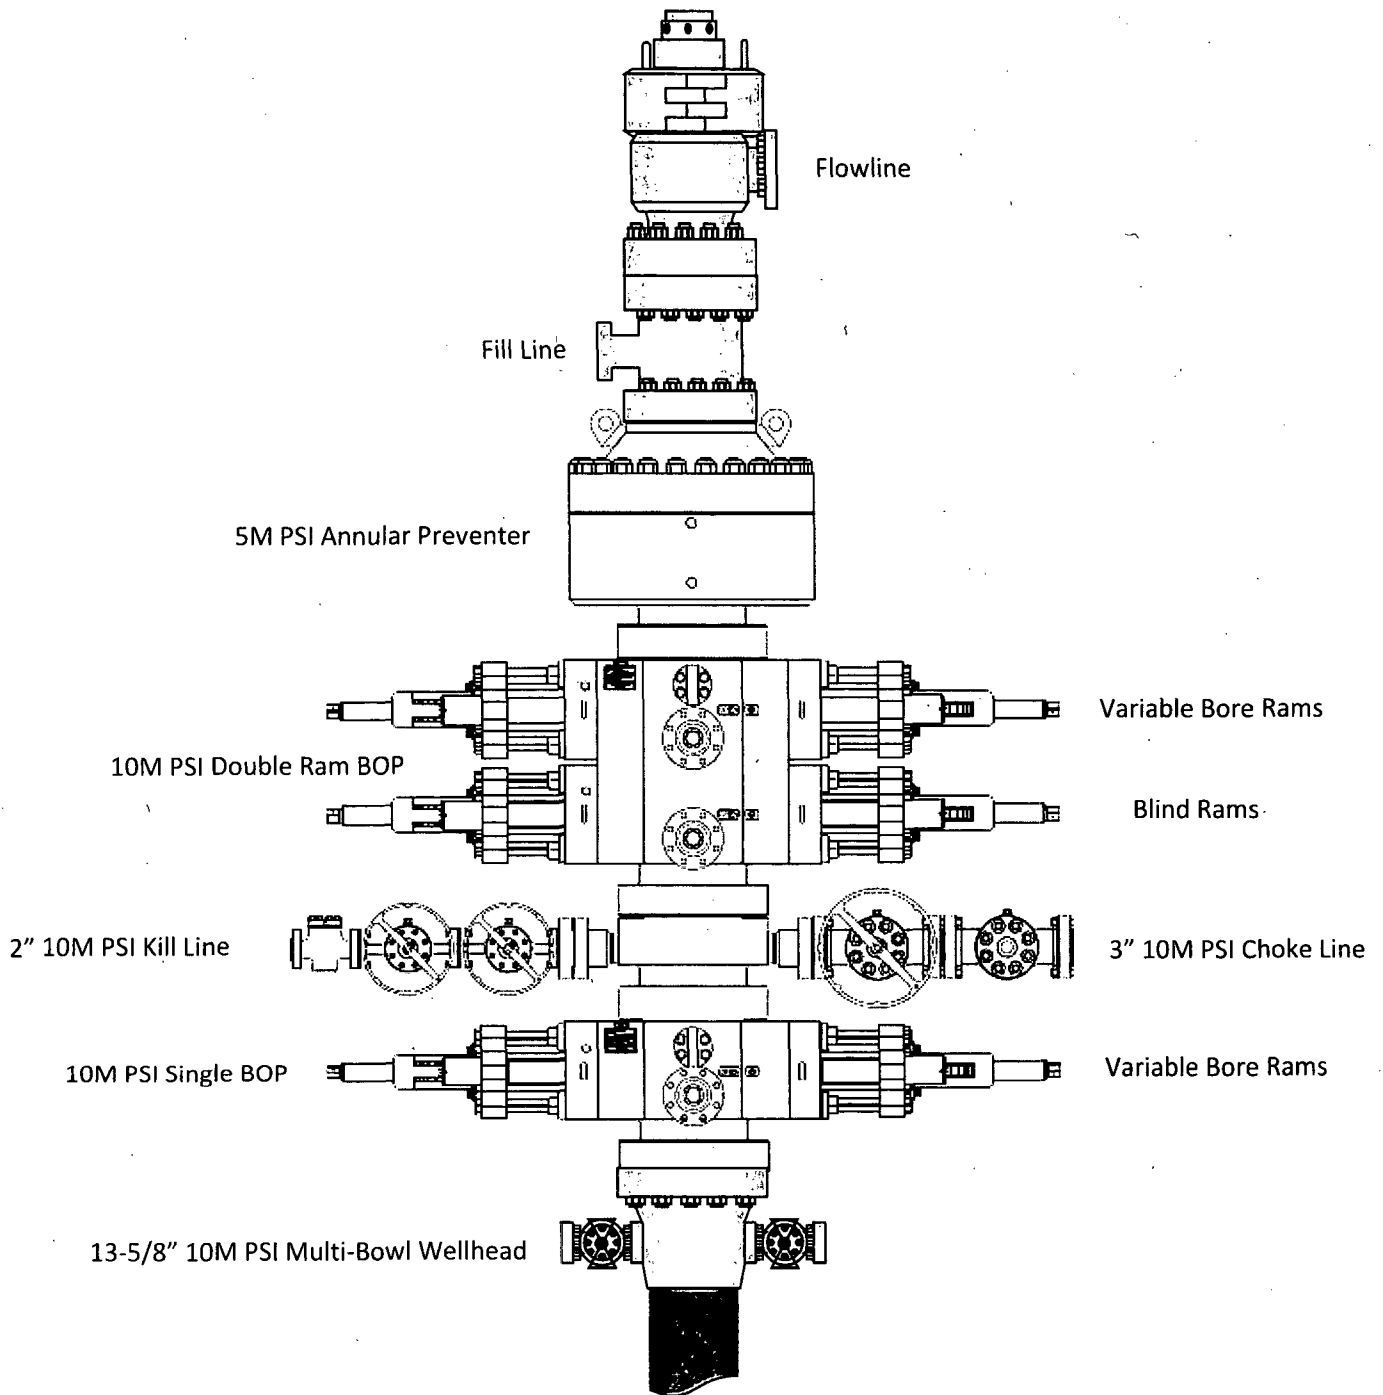 Flowline
Fill Line
5M PSI Annular Preventer
Variable Bore Rams
10M PSI Double Ram BOP
Blind Rams
2” 10M PSI Kill Line
3” 10M PSI Choke Line
10M PSI Single BOP
Variable Bore Rams
13-5/8” 10M PSI Multi-Bowl Wellhead